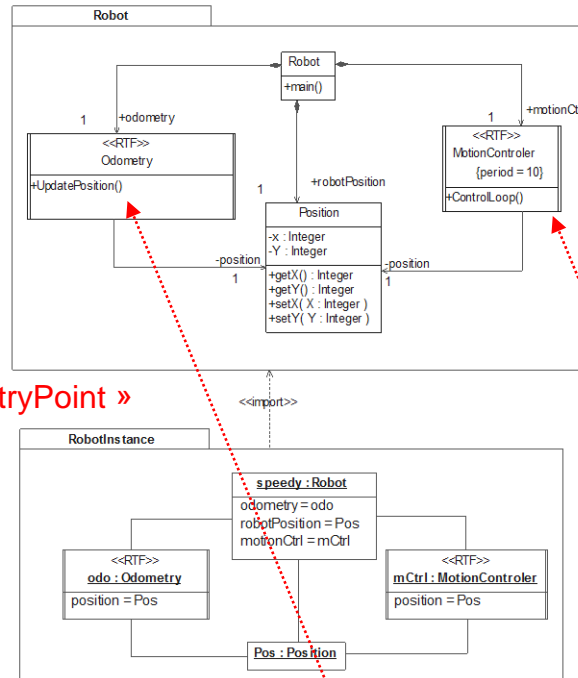 Robot
Robot
+main()
1
+odometry
1
+motionCt
<<RTF>>
Odometry
+UpdatePosition()
<<RTF>>
MotionControler
{period = 10}
+ControlLoop()
1
+robotPosition
Position
-x : Integer
-Y : Integer
+getX() : Integer
+getY() : Integer
+setX( X : Integer )
+setY( Y : Integer )
-position
1
-position
1
tryPoint »
<<import>>
RobotInstance
speedy : Robot
odometry = odo
robotPosition = Pos
motionCtrl = mCtrl
<<RTF>>
odo : Odometry
position = Pos
<<RTF>>
mCtrl : MotionControler
position = Pos
Pos : Position